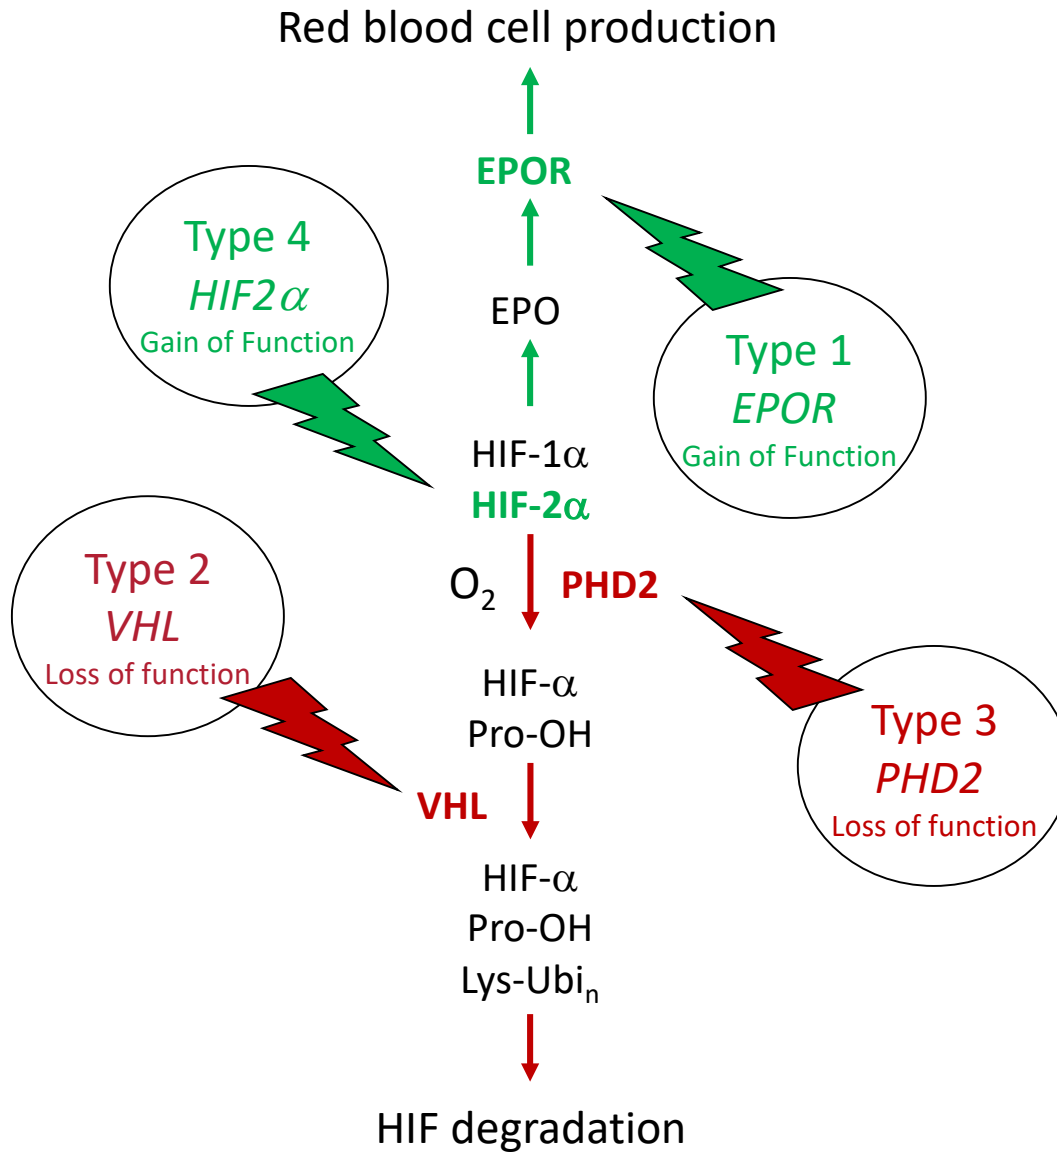 Red blood cell production
EPOR
Type 4
HIF2α
Gain of Function
EPO
Type 1
EPOR
Gain of Function
HIF-1α
HIF-2α
Type 2
VHL
Loss of function
O₂
PHD2
HIF-α
Pro-OH
Type 3
PHD2
Loss of function
VHL
HIF-α
Pro-OH
Lys-Ubiₙ
HIF degradation